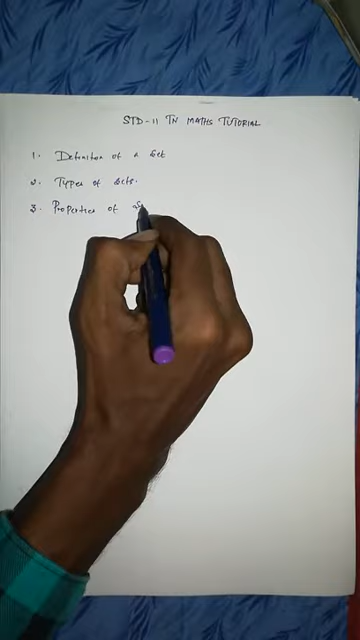 STD-11 TN MATHS TUTORIAL
1. Definition of a set
2. Types of sets.
3. Properties of s